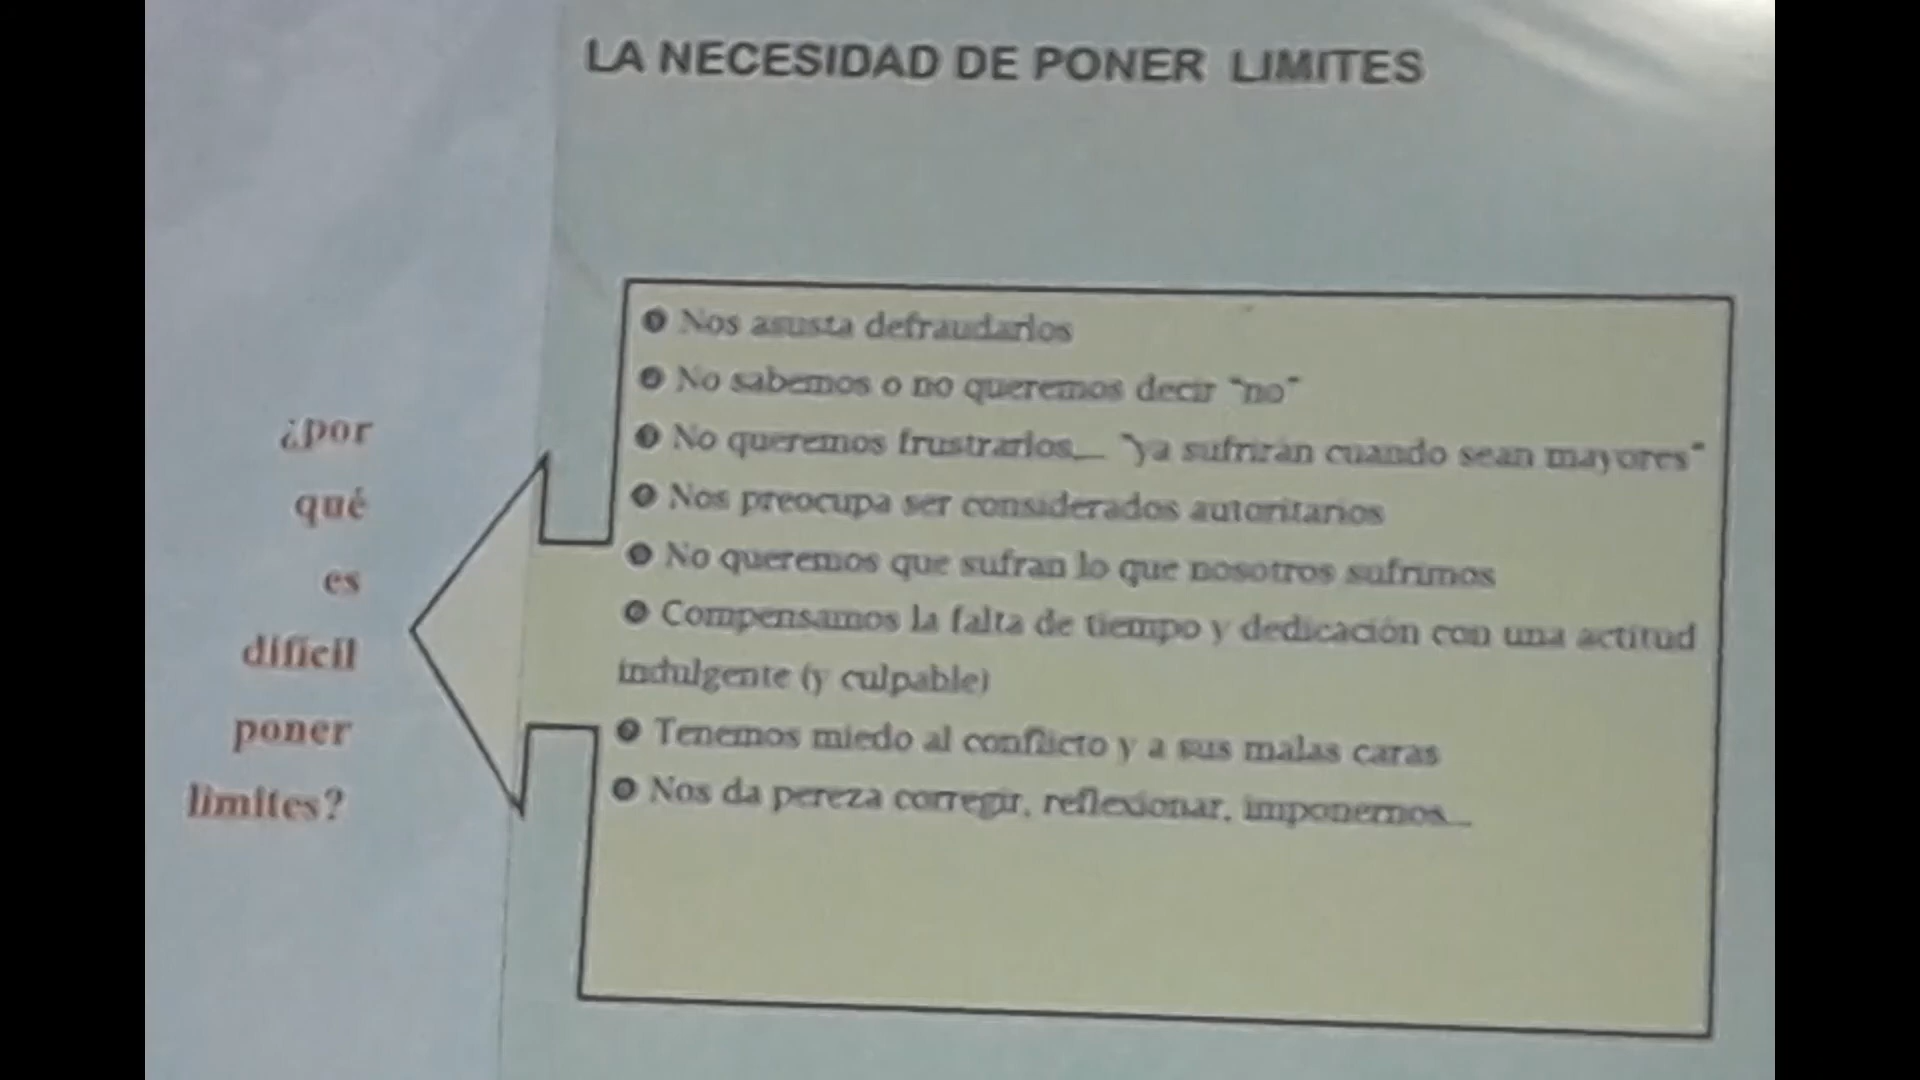 LA NECESIDAD DE PONER LIMITES
¿por
qué
es
difícil
poner
limites?
Nos asusta defraudarlos
No sabemos o no queremos decir "no"
No queremos frustrarlos... "ya sufrirán cuando sean mayores"
Nos preocupa ser considerados autoritarios
No queremos que sufran lo que nosotros sufrimos
Compensamos la falta de tiempo y dedicación con una actitud
indulgente (y culpable)
Tenemos miedo al conflicto y a sus malas caras
Nos da pereza corregir, reflexionar, imponernos...